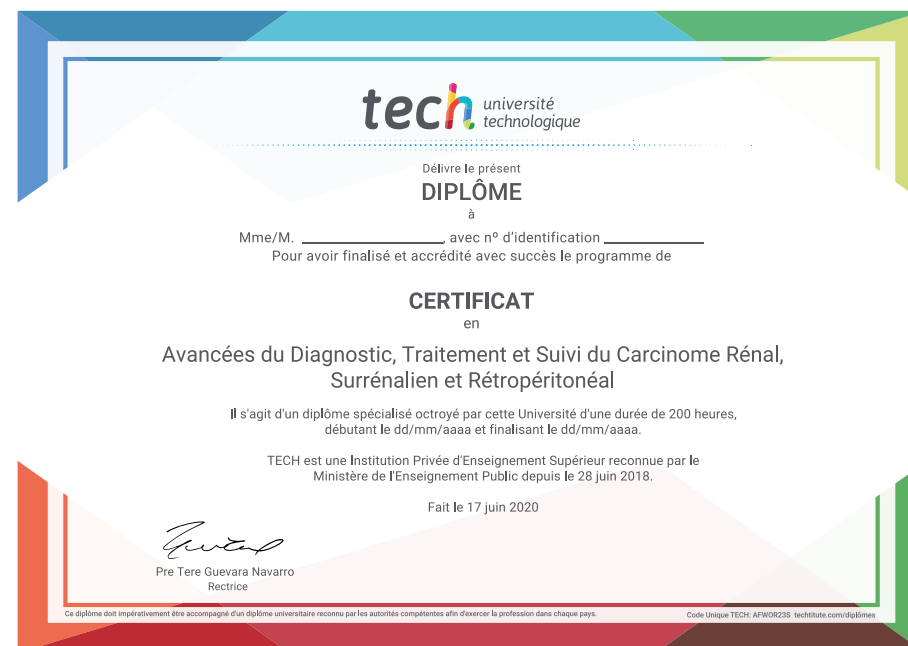 tech université
technologique
Délivre le présent
DIPLÔME
à
Mme/M. ____________________, avec nº d'identification ______________
Pour avoir finalisé et accrédité avec succès le programme de
CERTIFICAT
en
Avancées du Diagnostic, Traitement et Suivi du Carcinome Rénal,
Surrénalien et Rétropéritonéal
Il s'agit d'un diplôme spécialisé octroyé par cette Université d'une durée de 200 heures,
débutant le dd/mm/aaaa et finalisant le dd/mm/aaaa.
TECH est une Institution Privée d'Enseignement Supérieur reconnue par le
Ministère de l'Enseignement Public depuis le 28 juin 2018.
Fait le 17 juin 2020
Pre Tere Guevara Navarro
Rectrice
Ce diplôme doit impérativement être accompagné d'un diplôme universitaire reconnu par les autorités compétentes afin d'exercer la profession dans chaque pays.
Code Unique TECH: AFWOR23S techtitute.com/diplômes